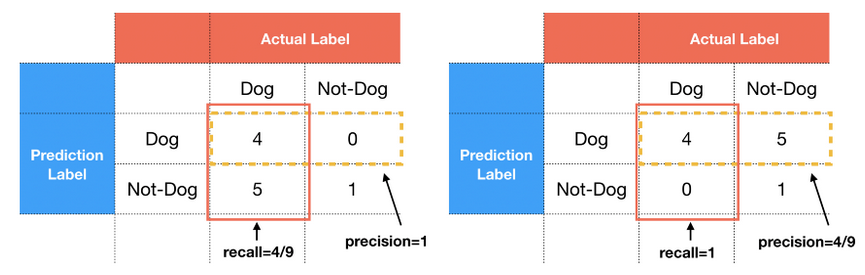 Actual Label
Dog Not-Dog
Prediction
Label
Dog 4 0
Not-Dog 5 1
recall=4/9
precision=1
Actual Label
Dog Not-Dog
Prediction
Label
Dog 4 5
Not-Dog 0 1
recall=1
precision=4/9